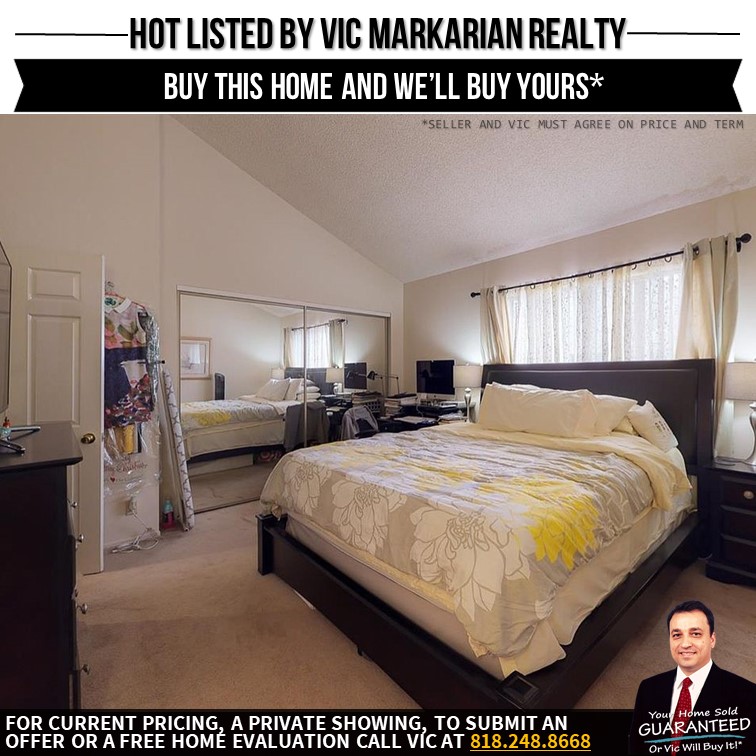 HOT LISTED BY VIC MARKARIAN REALTY
BUY THIS HOME AND WE'LL BUY YOURS*
*SELLER AND VIC MUST AGREE ON PRICE AND TERM
Your Home Sold
GUARANTEED
Or Vic Will Buy It!
FOR CURRENT PRICING, A PRIVATE SHOWING, TO SUBMIT AN
OFFER OR A FREE HOME EVALUATION CALL VIC AT 818.248.8668